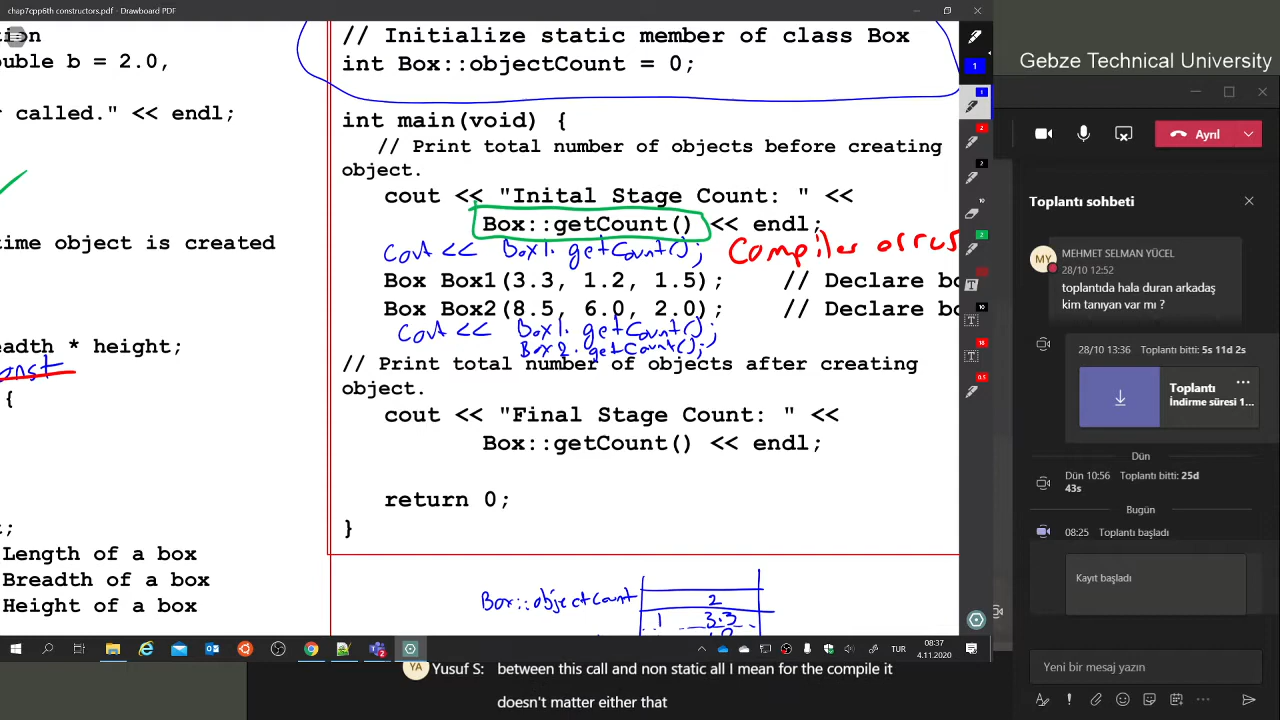 chap7cpp6th constructors.pdf - Drawboard PDF
// Initialize static member of class Box
int Box::objectCount = 0;
int main(void) {
// Print total number of objects before creating
object.
cout << "Inital Stage Count: " <<
Box::getCount() << endl;
cout << Box1.getCount(); Compiler
Box Box1(3.3, 1.2, 1.5); // Declare bo
Box Box2(8.5, 6.0, 2.0); // Declare b
cout << Box1.getCount();
Box2.getCount();
// Print total number of objects after creating
object.
cout << "Final Stage Count: " <<
Box::getCount() << endl;
return 0;
}
Box::objectCount 2
1 3.3
ouble b = 2.0,
r called." << endl;
time object is created
eadth * height;
onst
{
;
Length of a box
Breadth of a box
Height of a box
Gebze Technical University
Ayrıl
Toplantı sohbeti
MY
MEHMET SELMAN YÜCEL
28/10 12:52
toplantıda hala duran arkadaş
kim tanıyan var mı ?
28/10 13:36 Toplantı bitti: 5s 11d 2s
Toplantı
İndirme süresi 1...
Dün
Dün 10:56 Toplantı bitti: 25d
43s
Bugün
08:25 Toplantı başladı
Kayıt başladı
Yeni bir mesaj yazın
TUR
08:37
4.11.2020
YA Yusuf S: between this call and non static all I mean for the compile it
doesn't matter either that